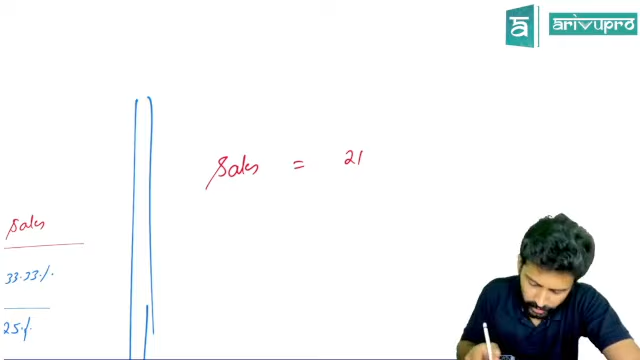 ā arivupro
Sales = 21
Sales
33.33%.
25%.